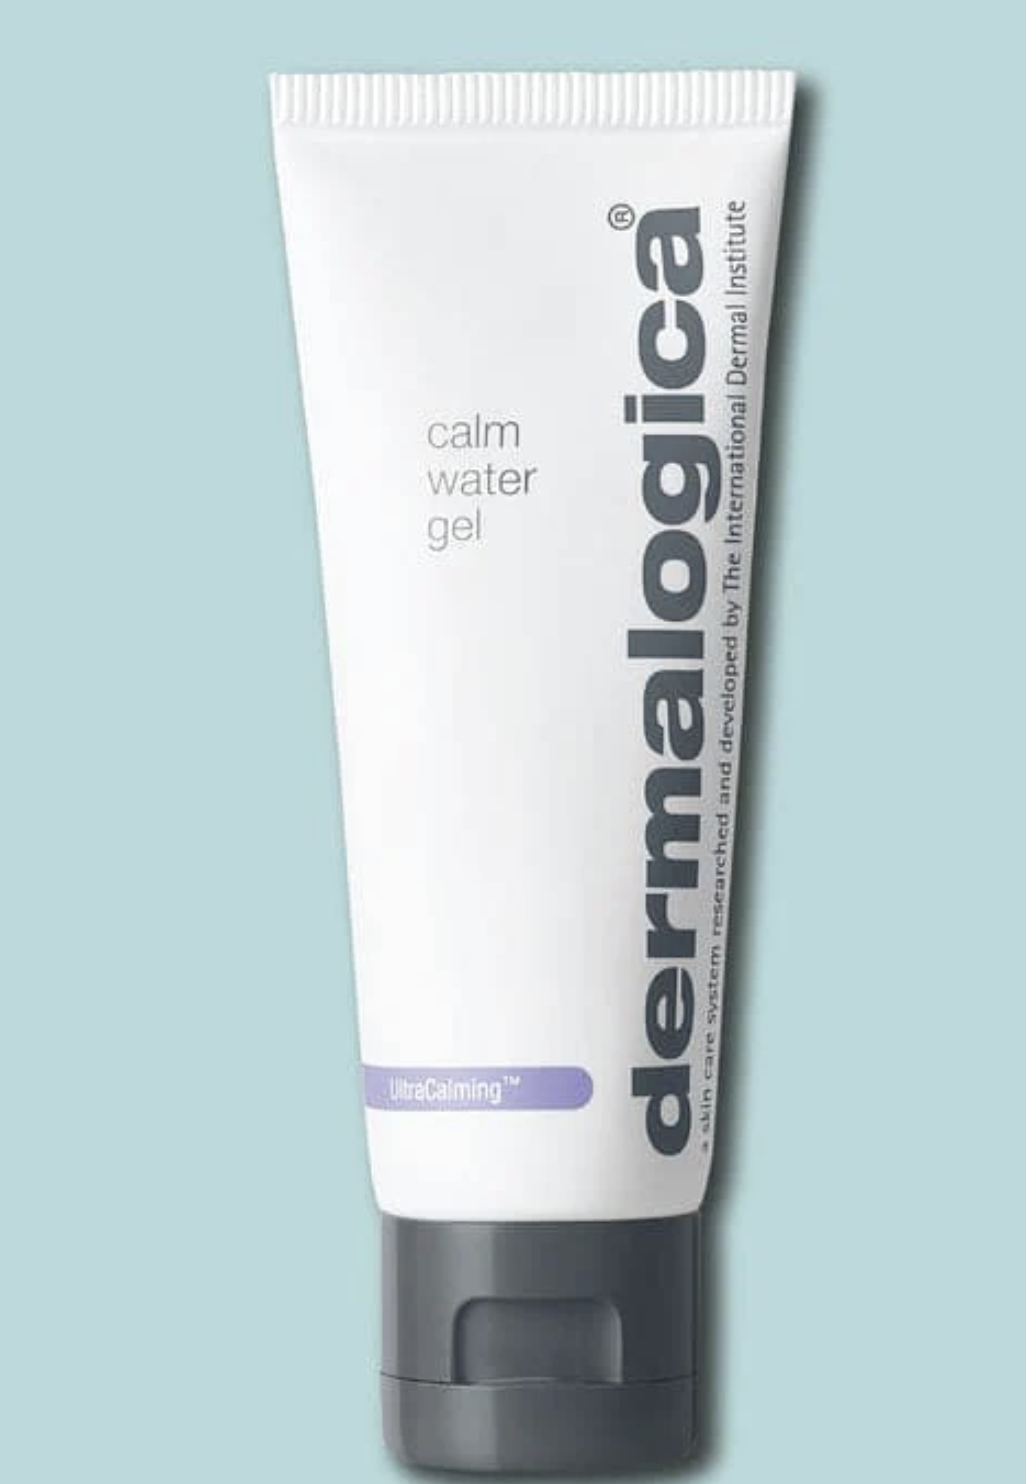 calm
water
gel
dermalogica®
a skin care system researched and developed by The International Dermal Institute
UltraCalming™